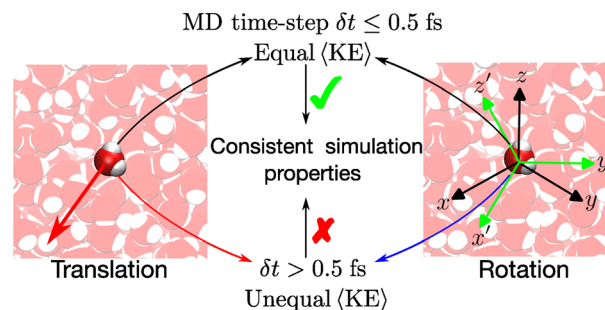 MD time-step δt ≤ 0.5 fs
Equal ⟨KE⟩
Consistent simulation
properties
z'
z
y'
x
y
x'
Translation
δt > 0.5 fs
Unequal ⟨KE⟩
Rotation